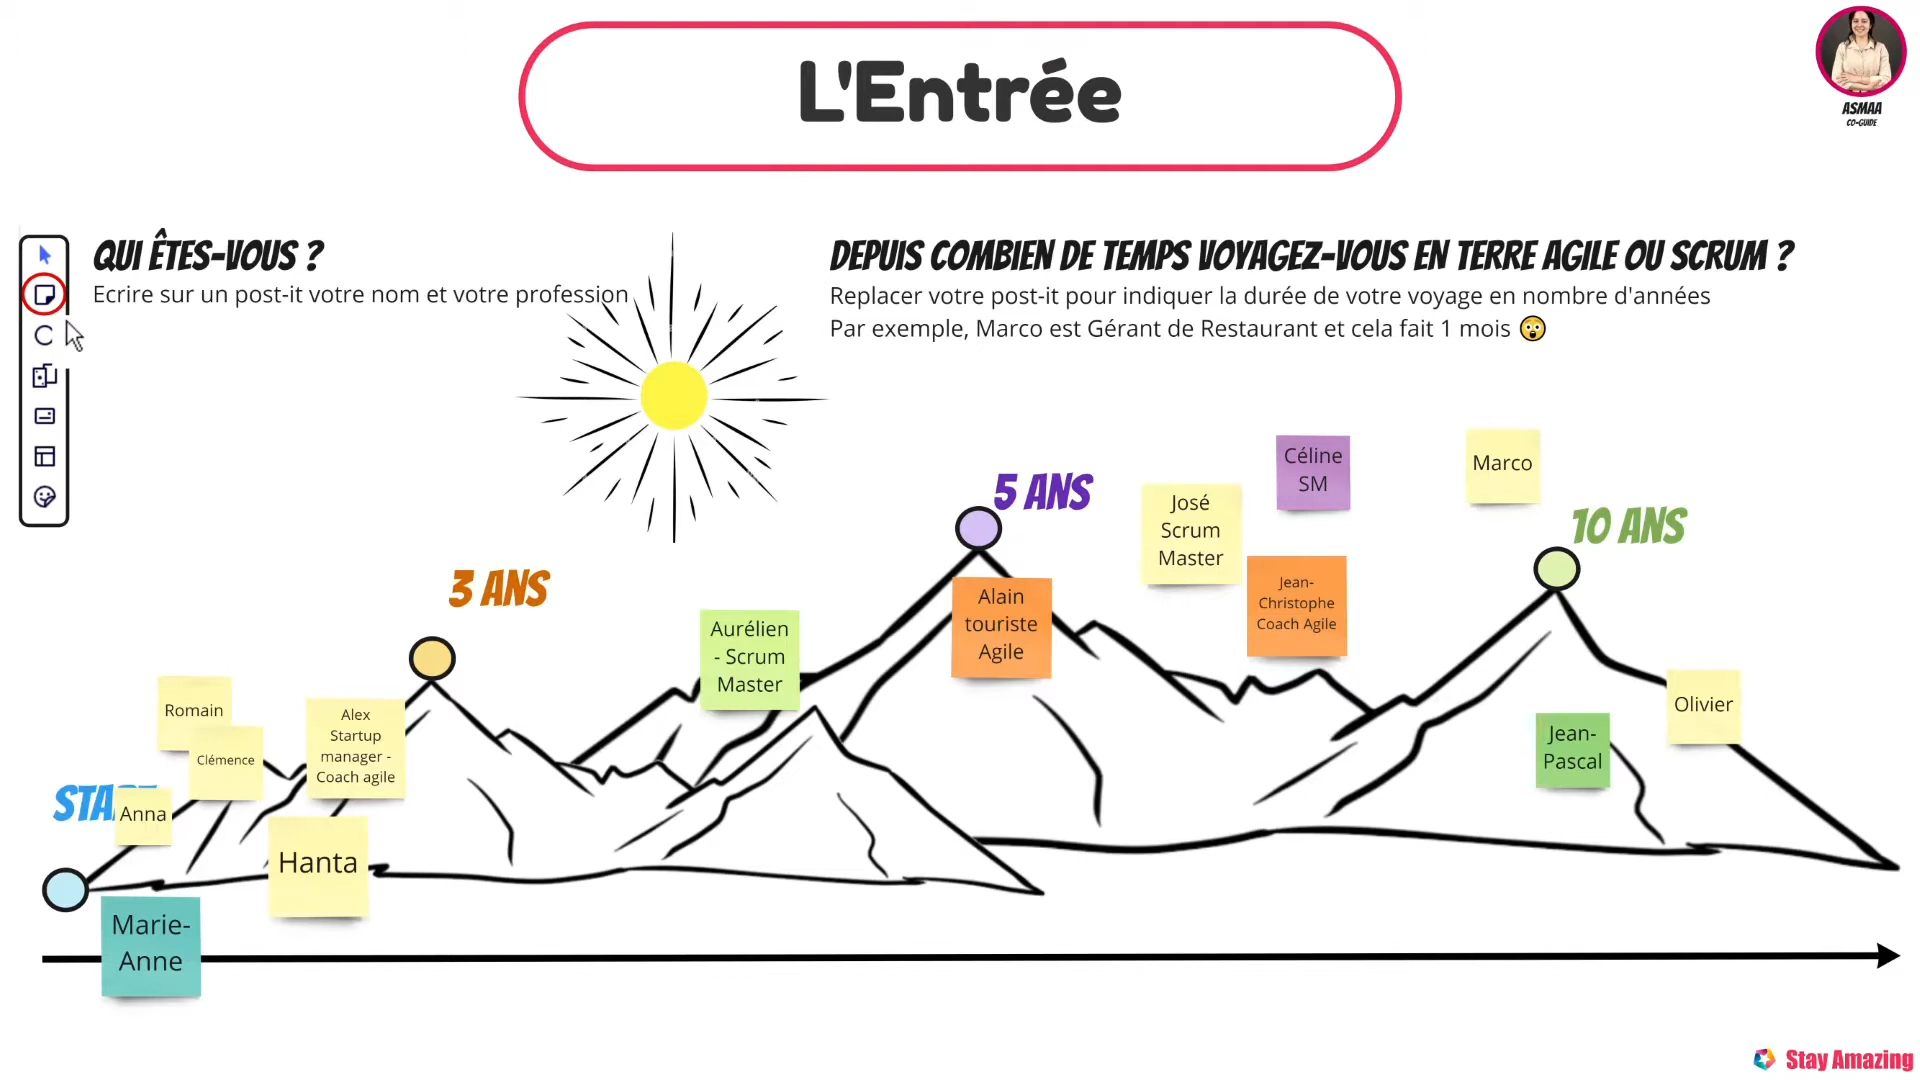 L'Entrée
ASMAA
CO-GUIDE
QUI ÊTES-VOUS ?
Ecrire sur un post-it votre nom et votre profession
DEPUIS COMBIEN DE TEMPS VOYAGEZ-VOUS EN TERRE AGILE OU SCRUM ?
Replacer votre post-it pour indiquer la durée de votre voyage en nombre d'années
Par exemple, Marco est Gérant de Restaurant et cela fait 1 mois 😲
Céline
SM
Marco
5 ANS
José
Scrum
Master
10 ANS
3 ANS
Jean-
Christophe
Coach Agile
Alain
touriste
Agile
Aurélien
- Scrum
Master
Romain
Clémence
Alex
Startup
manager -
Coach agile
Olivier
Jean-
Pascal
STA
Anna
Hanta
Marie-
Anne
Stay Amazing